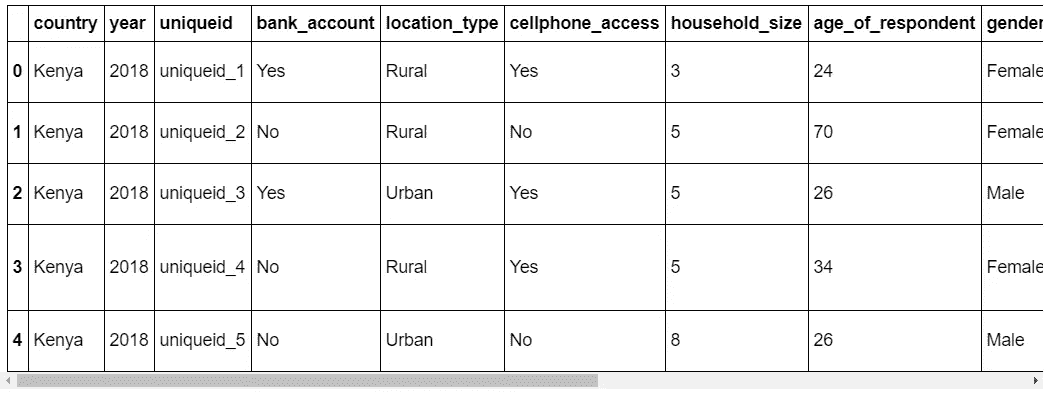 country year uniqueid bank_account location_type cellphone_access household_size age_of_respondent gender
0 Kenya 2018 uniqueid_1 Yes Rural Yes 3 24 Female
1 Kenya 2018 uniqueid_2 No Rural No 5 70 Female
2 Kenya 2018 uniqueid_3 Yes Urban Yes 5 26 Male
3 Kenya 2018 uniqueid_4 No Rural Yes 5 34 Female
4 Kenya 2018 uniqueid_5 No Urban No 8 26 Male